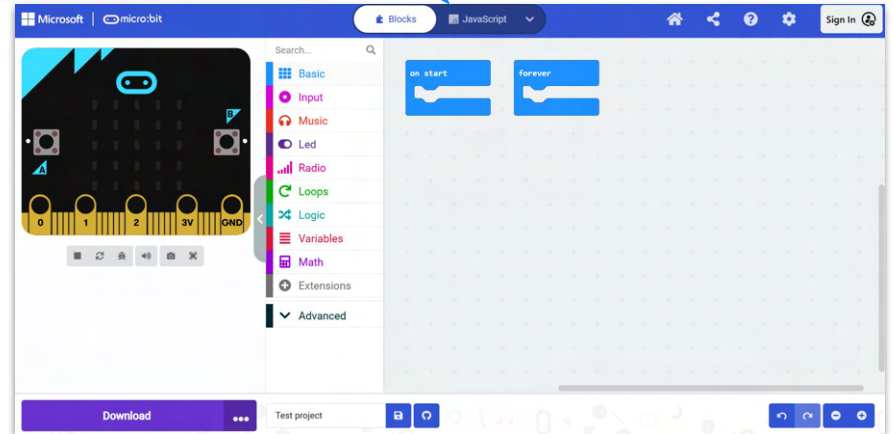 Microsoft | micro:bit
Blocks
JavaScript
Sign In
Search...
Basic
Input
Music
Led
Radio
Loops
Logic
Variables
Math
Extensions
Advanced
on start
forever
B
A
0 1 2 3V GND
Download
Test project